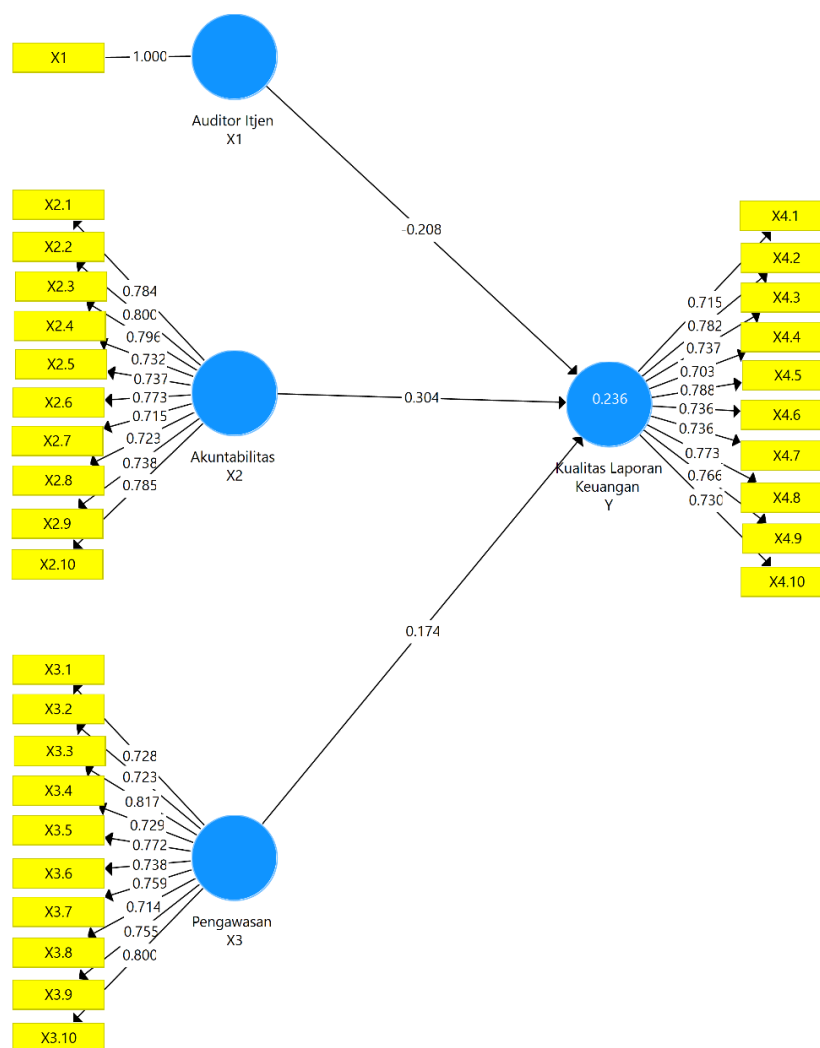 X1
1.000
Auditor Itjen
X1
-0.208
X2.1
X2.2
X2.3
X2.4
X2.5
X2.6
X2.7
X2.8
X2.9
X2.10
0.784
0.800
0.796
0.732
0.737
0.773
0.715
0.723
0.738
0.785
Akuntabilitas
X2
0.304
X3.1
X3.2
X3.3
X3.4
X3.5
X3.6
X3.7
X3.8
X3.9
X3.10
0.728
0.723
0.817
0.729
0.772
0.738
0.759
0.714
0.755
0.800
Pengawasan
X3
0.174
0.236
Kualitas Laporan
Keuangan
Y
0.715
0.782
0.737
0.703
0.788
0.736
0.736
0.773
0.766
0.730
X4.1
X4.2
X4.3
X4.4
X4.5
X4.6
X4.7
X4.8
X4.9
X4.10